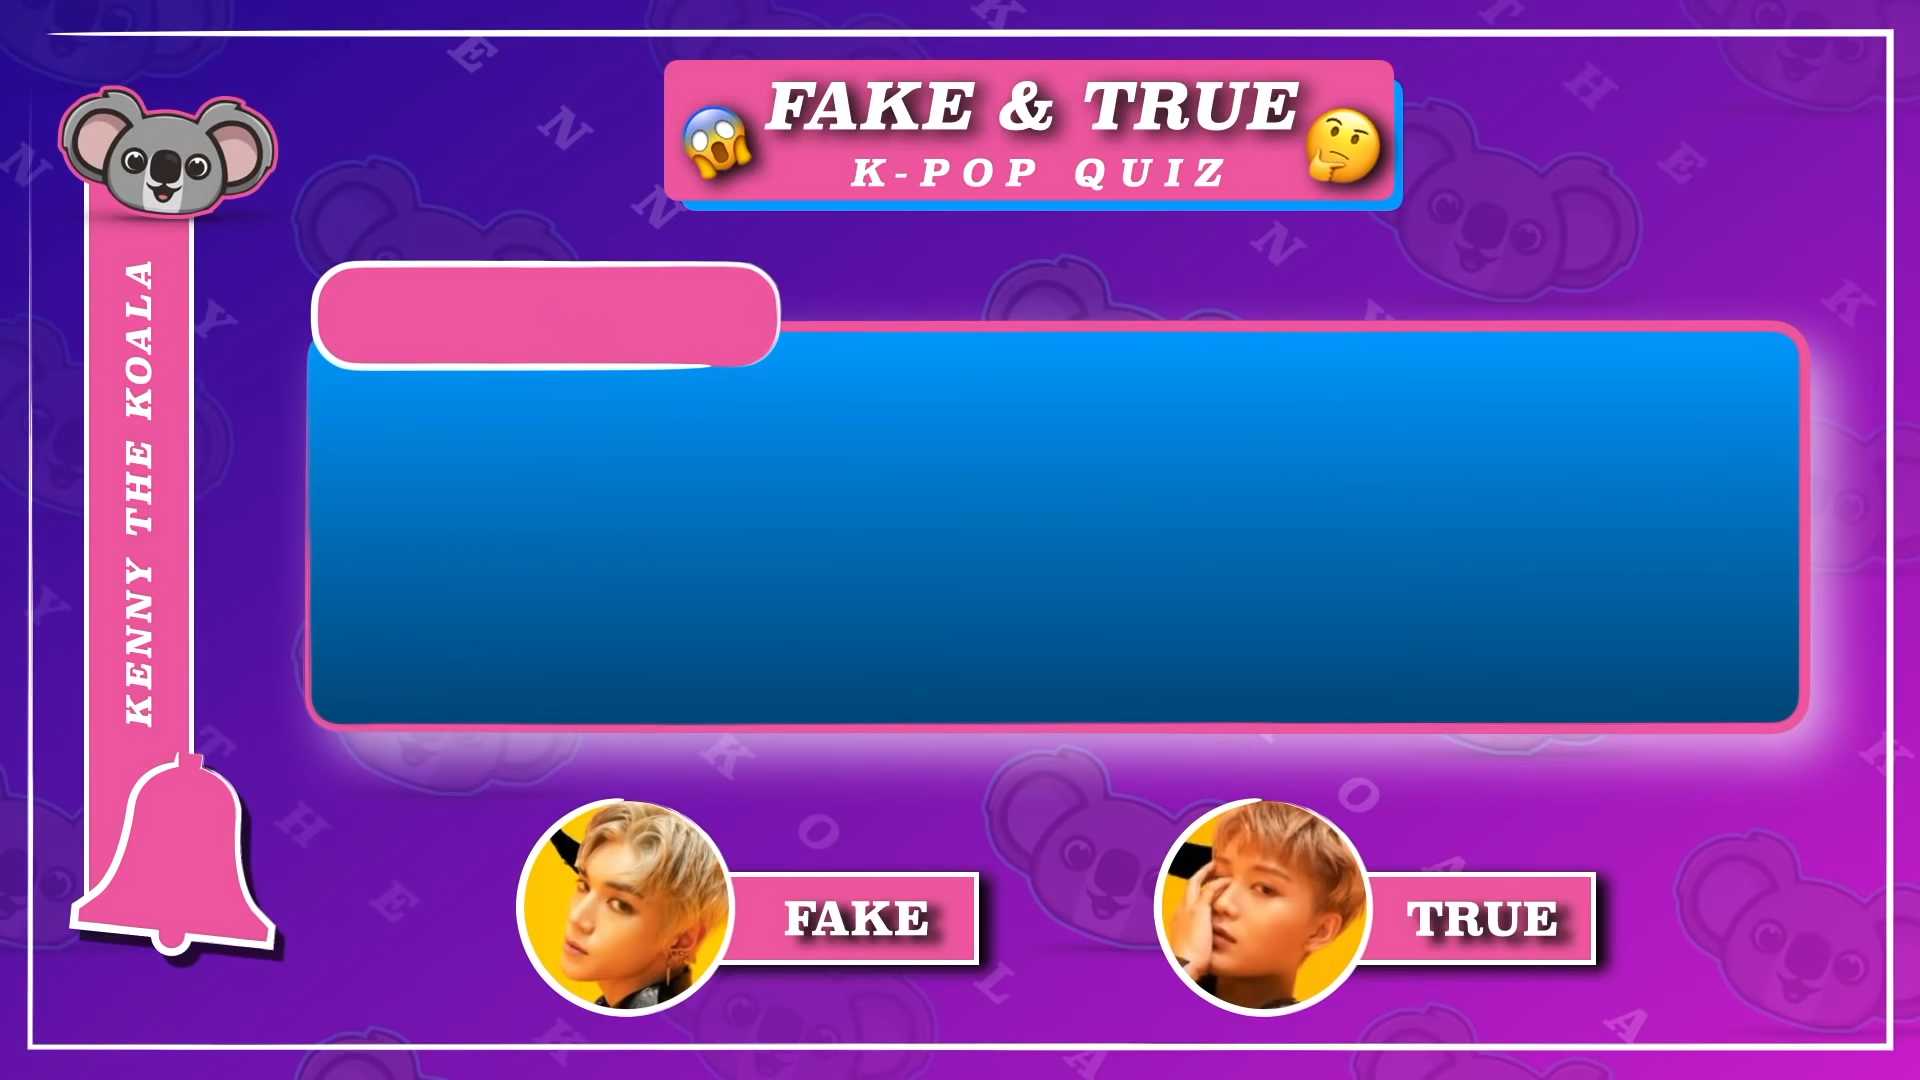 FAKE & TRUE
K-POP QUIZ
KENNY THE KOALA
FAKE
TRUE